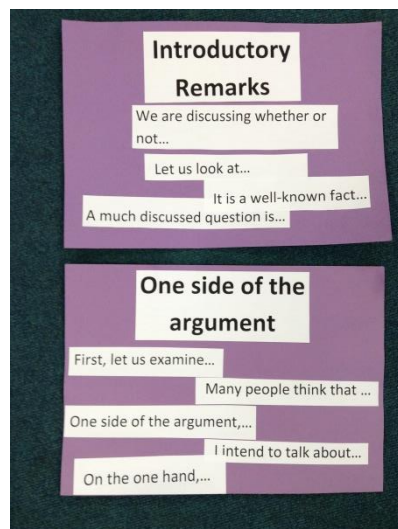 Introductory
Remarks
We are discussing whether or
not...
Let us look at...
It is a well-known fact...
A much discussed question is...
One side of the
argument
First, let us examine...
Many people think that ...
One side of the argument,...
I intend to talk about...
On the one hand,...